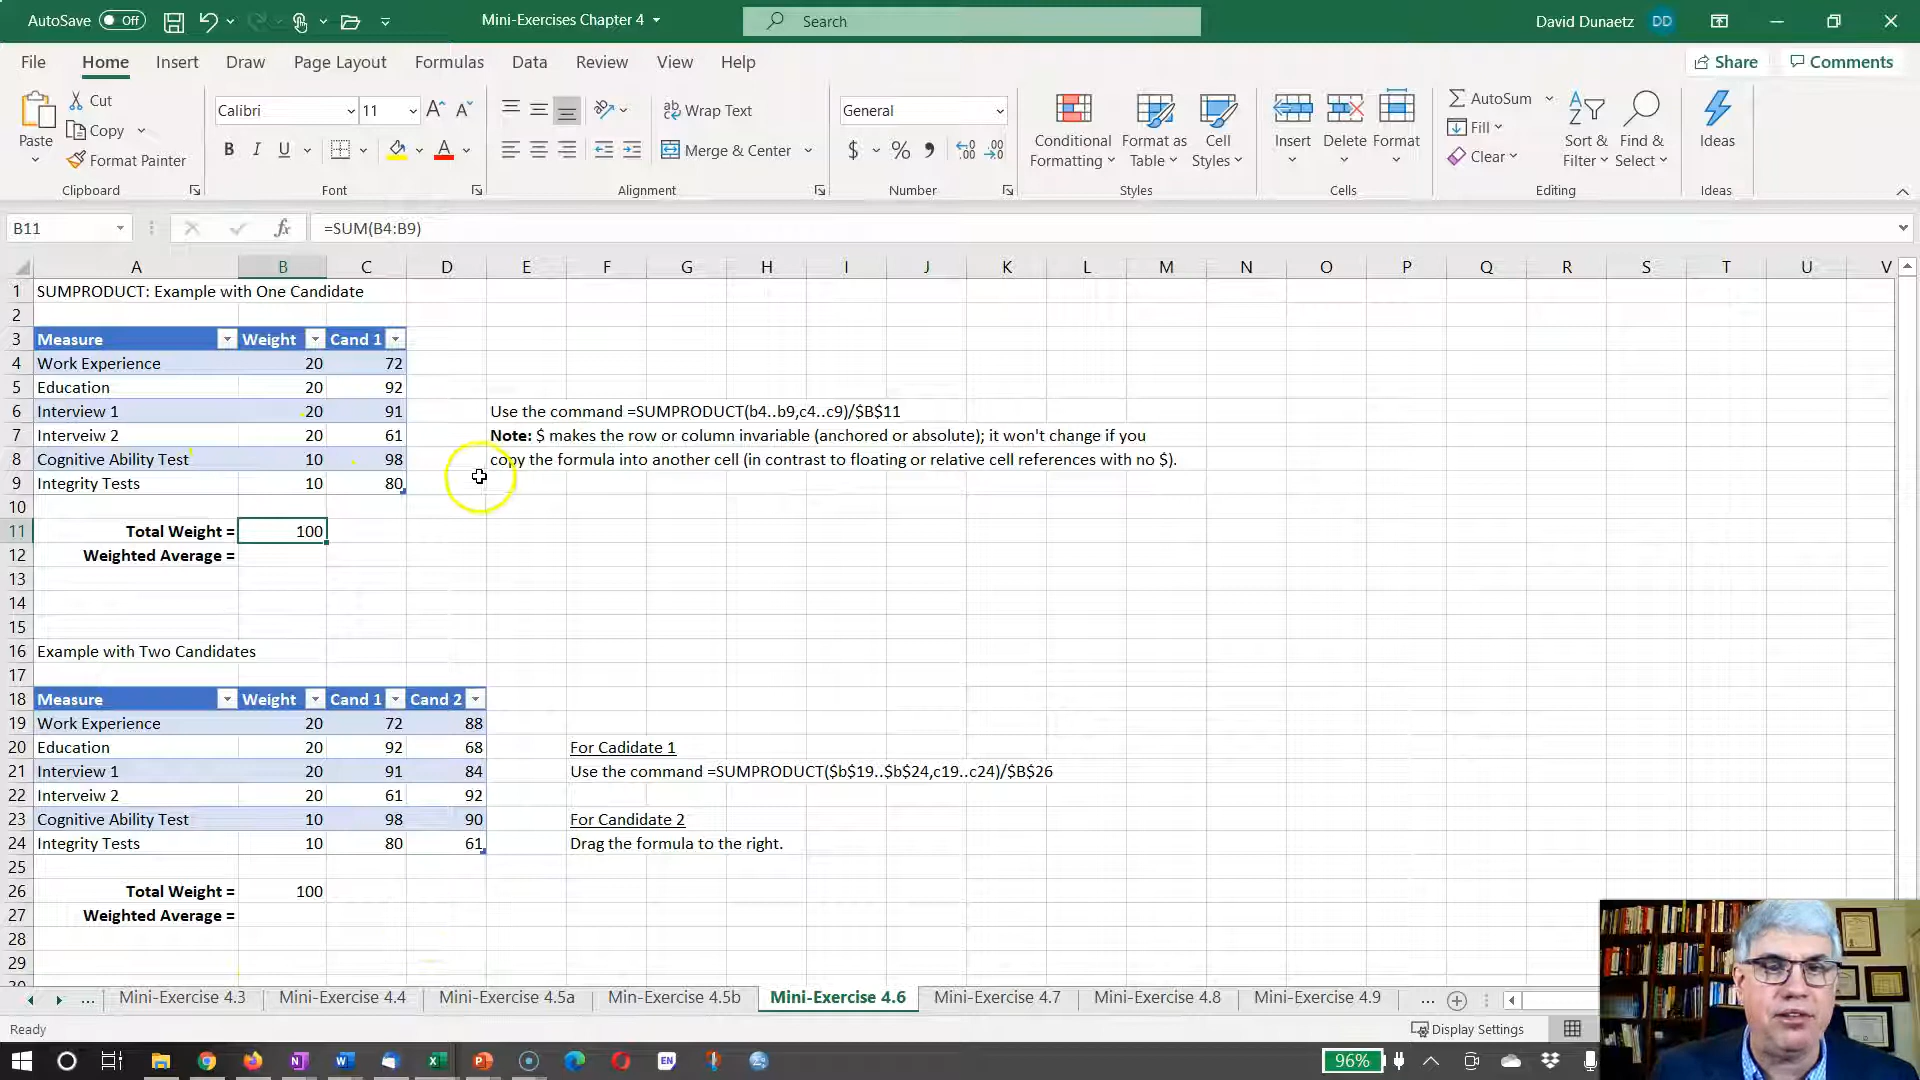 AutoSave Off Mini-Exercises Chapter 4 Search David Dunaetz DD
File Home Insert Draw Page Layout Formulas Data Review View Help Share Comments
Paste Cut Copy Format Painter Clipboard
Calibri 11 B I U A Font
Wrap Text Merge & Center Alignment
General $ % Number
Conditional Formatting Format as Table Cell Styles Styles
Insert Delete Format Cells
AutoSum Fill Clear Sort & Filter Find & Select Editing
Ideas Ideas
B11 fx =SUM(B4:B9)
A B C D E F G H I J K L M N O P Q R S T U V
1 SUMPRODUCT: Example with One Candidate
2
3 Measure Weight Cand 1
4 Work Experience 20 72
5 Education 20 92
6 Interview 1 20 91 Use the command =SUMPRODUCT(b4..b9,c4..c9)/$B$11
7 Interveiw 2 20 61 Note: $ makes the row or column invariable (anchored or absolute); it won't change if you
8 Cognitive Ability Test 10 98 copy the formula into another cell (in contrast to floating or relative cell references with no $).
9 Integrity Tests 10 80
10
11 Total Weight = 100
12 Weighted Average =
13
14
15
16 Example with Two Candidates
17
18 Measure Weight Cand 1 Cand 2
19 Work Experience 20 72 88
20 Education 20 92 68 For Cadidate 1
21 Interview 1 20 91 84 Use the command =SUMPRODUCT($b$19..$b$24,c19..c24)/$B$26
22 Interveiw 2 20 61 92
23 Cognitive Ability Test 10 98 90 For Candidate 2
24 Integrity Tests 10 80 61 Drag the formula to the right.
25
26 Total Weight = 100
27 Weighted Average =
28
29
... Mini-Exercise 4.3 Mini-Exercise 4.4 Mini-Exercise 4.5a Min-Exercise 4.5b Mini-Exercise 4.6 Mini-Exercise 4.7 Mini-Exercise 4.8 Mini-Exercise 4.9 ...
Ready Display Settings
EN 96%